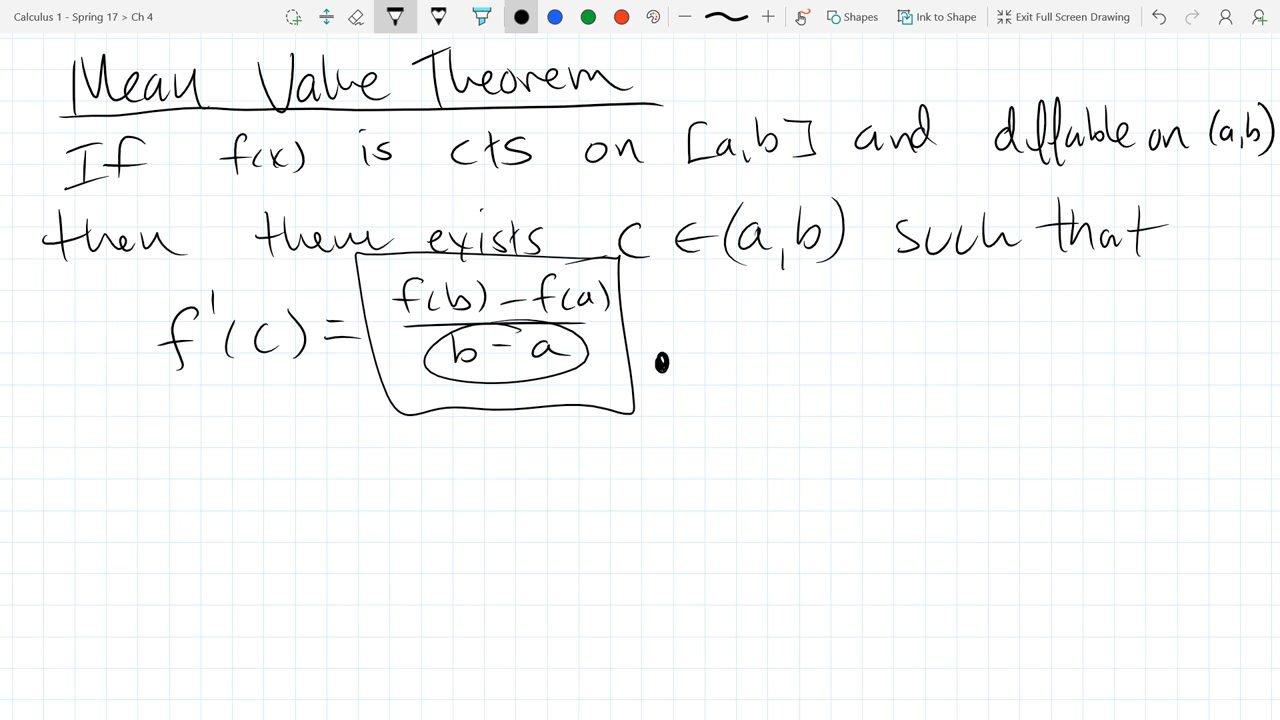 Calculus 1 - Spring 17 > Ch 4
Shapes
Ink to Shape
Exit Full Screen Drawing
Mean Value Theorem
If f(x) is cts on [a,b] and diffable on (a,b)
then there exists c ∈ (a,b) such that
f'(c) = f(b) - f(a) / b - a .